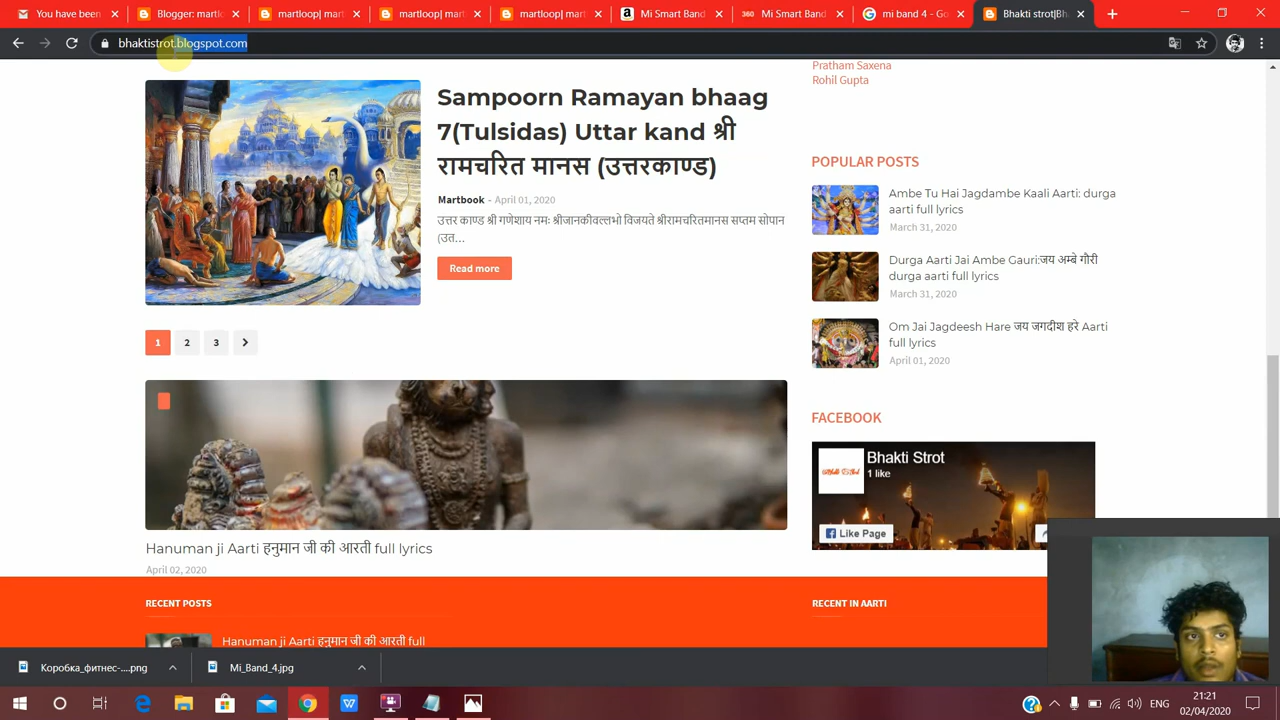 You have been
Blogger: martlo
martloop| mart
martloop| mart
martloop| mart
Mi Smart Band
360 Mi Smart Band
mi band 4 - Go
Bhakti strot|Bh
bhaktistrot.blogspot.com
Pratham Saxena
Rohil Gupta
Sampoorn Ramayan bhaag
7(Tulsidas) Uttar kand श्री
रामचरित मानस (उत्तरकाण्ड)
Martbook - April 01, 2020
उत्तर काण्ड श्री गणेशाय नमः श्रीजानकीवल्लभो विजयते श्रीरामचरितमानस सप्तम सोपान
(उत...
Read more
1 2 3
Hanuman ji Aarti हनुमान जी की आरती full lyrics
April 02, 2020
POPULAR POSTS
Ambe Tu Hai Jagdambe Kaali Aarti: durga
aarti full lyrics
March 31, 2020
Durga Aarti Jai Ambe Gauri:जय अम्बे गौरी
durga aarti full lyrics
March 31, 2020
Om Jai Jagdeesh Hare जय जगदीश हरे Aarti
full lyrics
April 01, 2020
FACEBOOK
Bhakti Strot
1 like
Like Page
RECENT POSTS
Hanuman ji Aarti हनुमान जी की आरती full
RECENT IN AARTI
Коробка_фитнес-....png
Mi_Band_4.jpg
ENG
21:21
02/04/2020